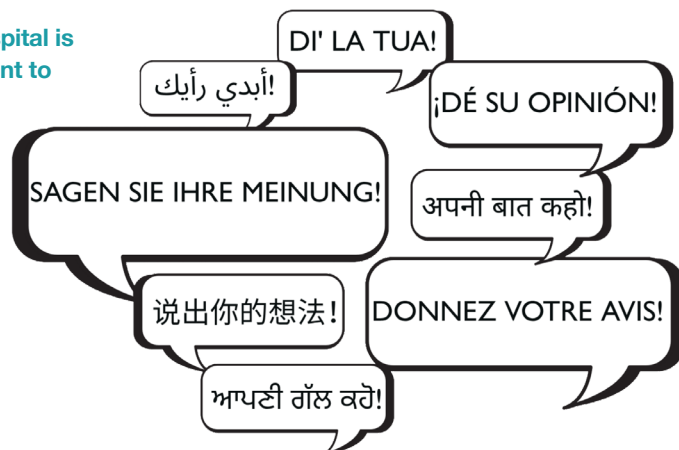 spital is
nt to
DI' LA TUA!
!أبدي رأيك
¡DÉ SU OPINIÓN!
SAGEN SIE IHRE MEINUNG!
अपनी बात कहो!
说出你的想法!
DONNEZ VOTRE AVIS!
ਆਪਣੀ ਗੱਲ ਕਹੋ!